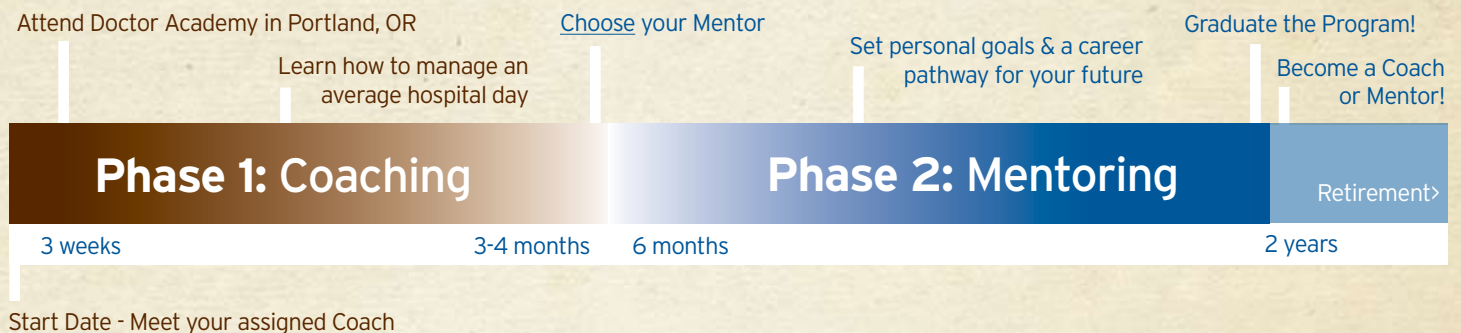 Attend Doctor Academy in Portland, OR
Choose your Mentor
Graduate the Program!
Learn how to manage an
average hospital day
Set personal goals & a career
pathway for your future
Become a Coach
or Mentor!
Phase 1: Coaching
Phase 2: Mentoring
Retirement>
3 weeks
3-4 months
6 months
2 years
Start Date - Meet your assigned Coach